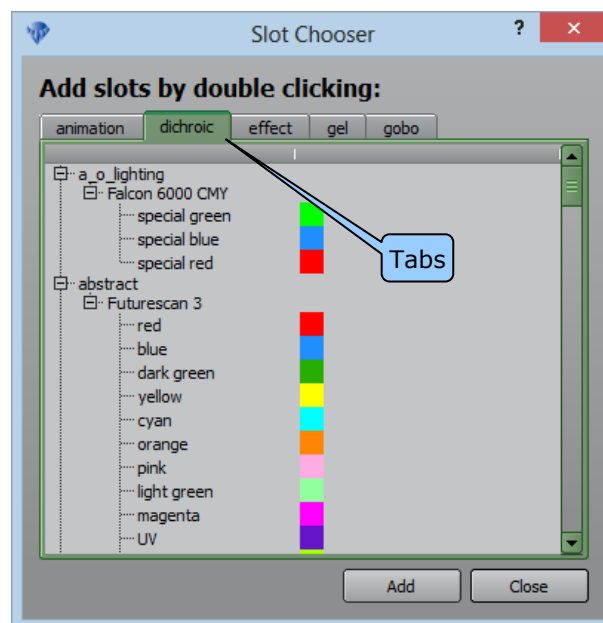 Slot Chooser
?
Add slots by double clicking:
animation dichroic effect gel gobo
a_o_lighting
Falcon 6000 CMY
special green
special blue
Tabs
special red
abstract
Futurescan 3
red
blue
dark green
yellow
cyan
orange
pink
light green
magenta
UV
Add Close